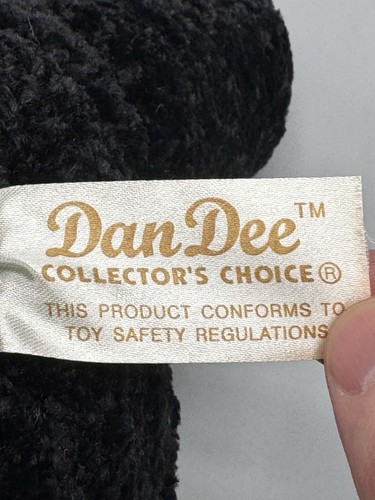 Dan Dee™
COLLECTOR'S CHOICE®
THIS PRODUCT CONFORMS TO
TOY SAFETY REGULATIONS